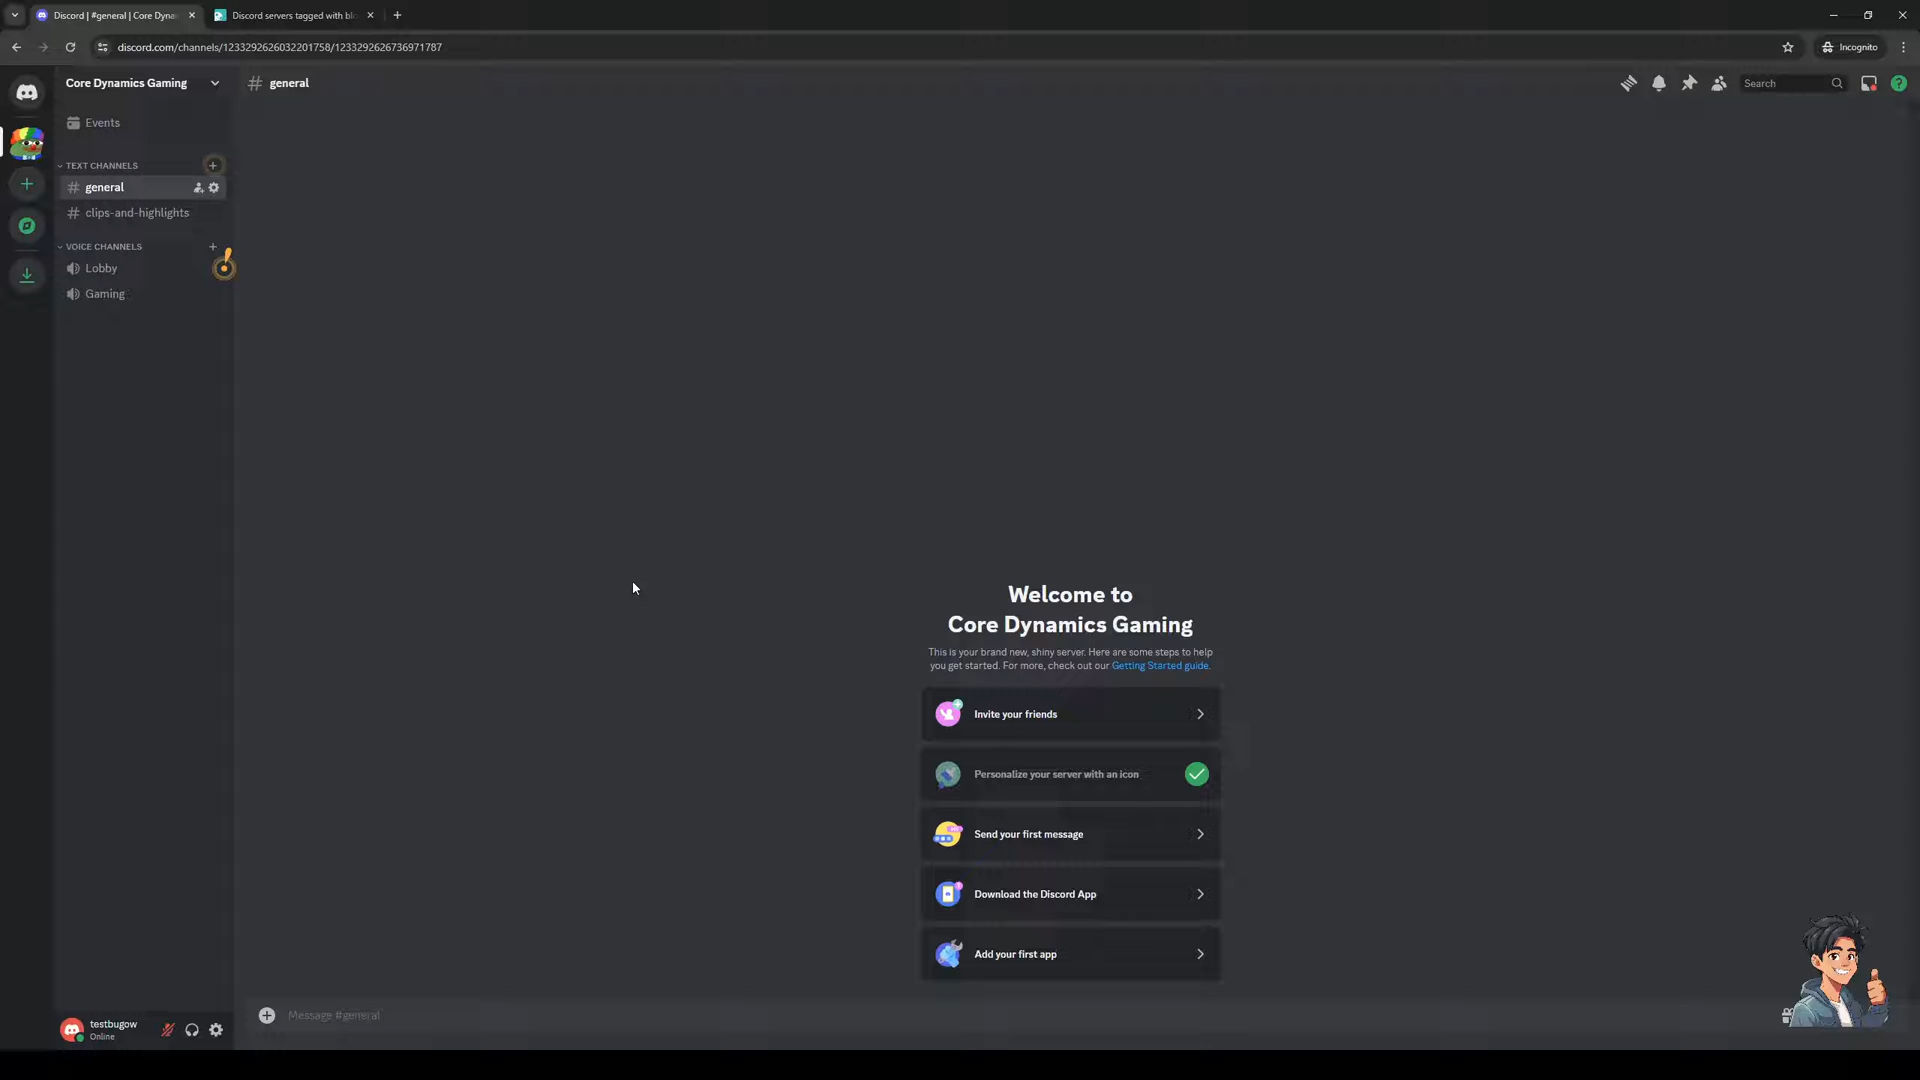 Discord | #general | Core Dyna
Discord servers tagged with blo
discord.com/channels/1233292626032201758/1233292626736971787
Incognito
Core Dynamics Gaming
# general
Search
Events
TEXT CHANNELS
# general
# clips-and-highlights
VOICE CHANNELS
Lobby
Gaming
Welcome to
Core Dynamics Gaming
This is your brand new, shiny server. Here are some steps to help
you get started. For more, check out our Getting Started guide.
Invite your friends
Personalize your server with an icon
Send your first message
Download the Discord App
Add your first app
Message #general
testbugow
Online